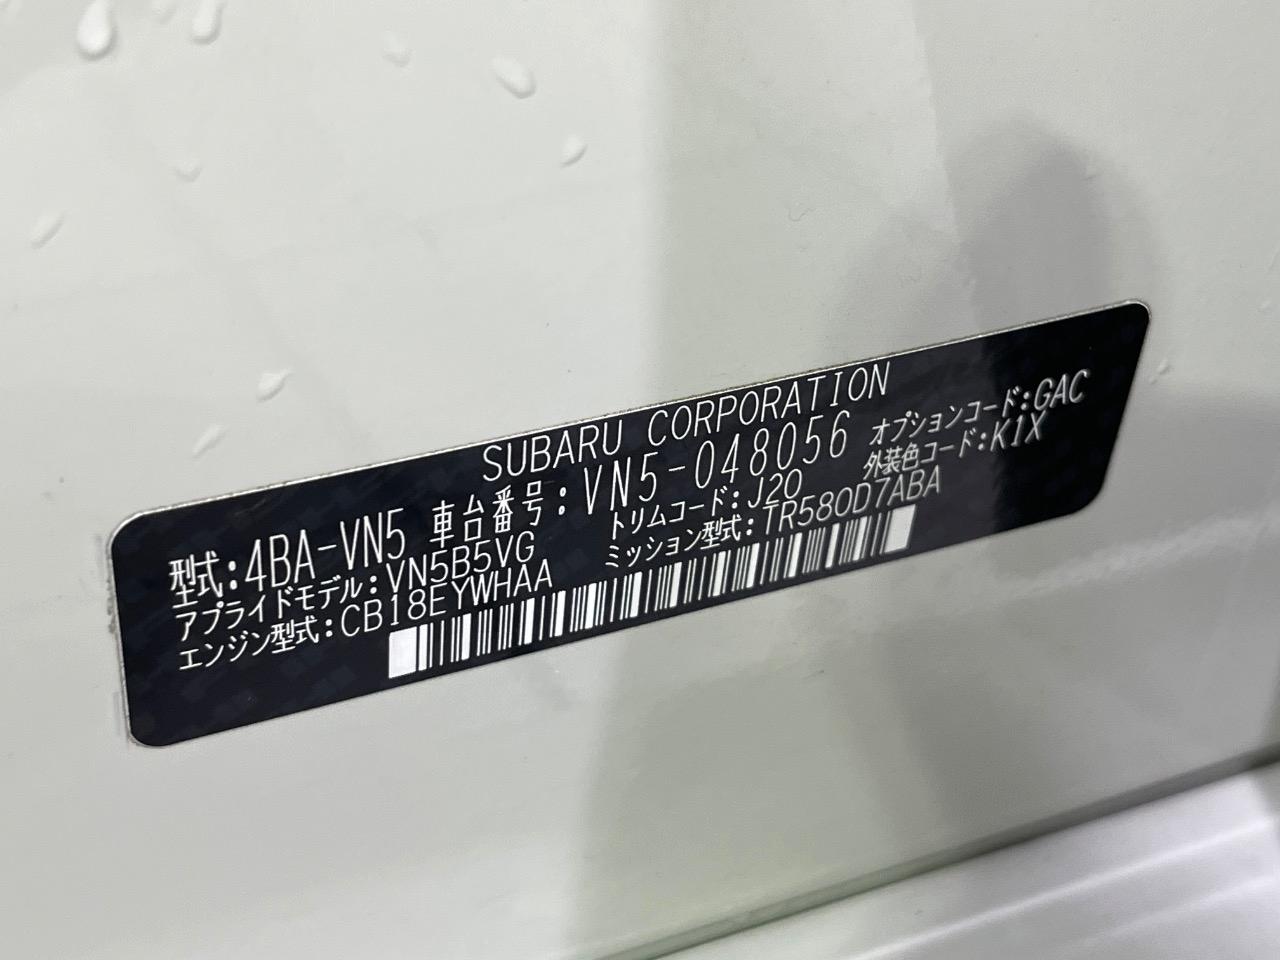 SUBARU CORPORATION
型式:4BA-VN5 車台番号:VN5-048056 オプションコード:GAC
アプライドモデル:VN5B5VG トリムコード:J20 外装色コード:K1X
エンジン型式:CB18EYWHAA ミッション型式:TR580D7ABA